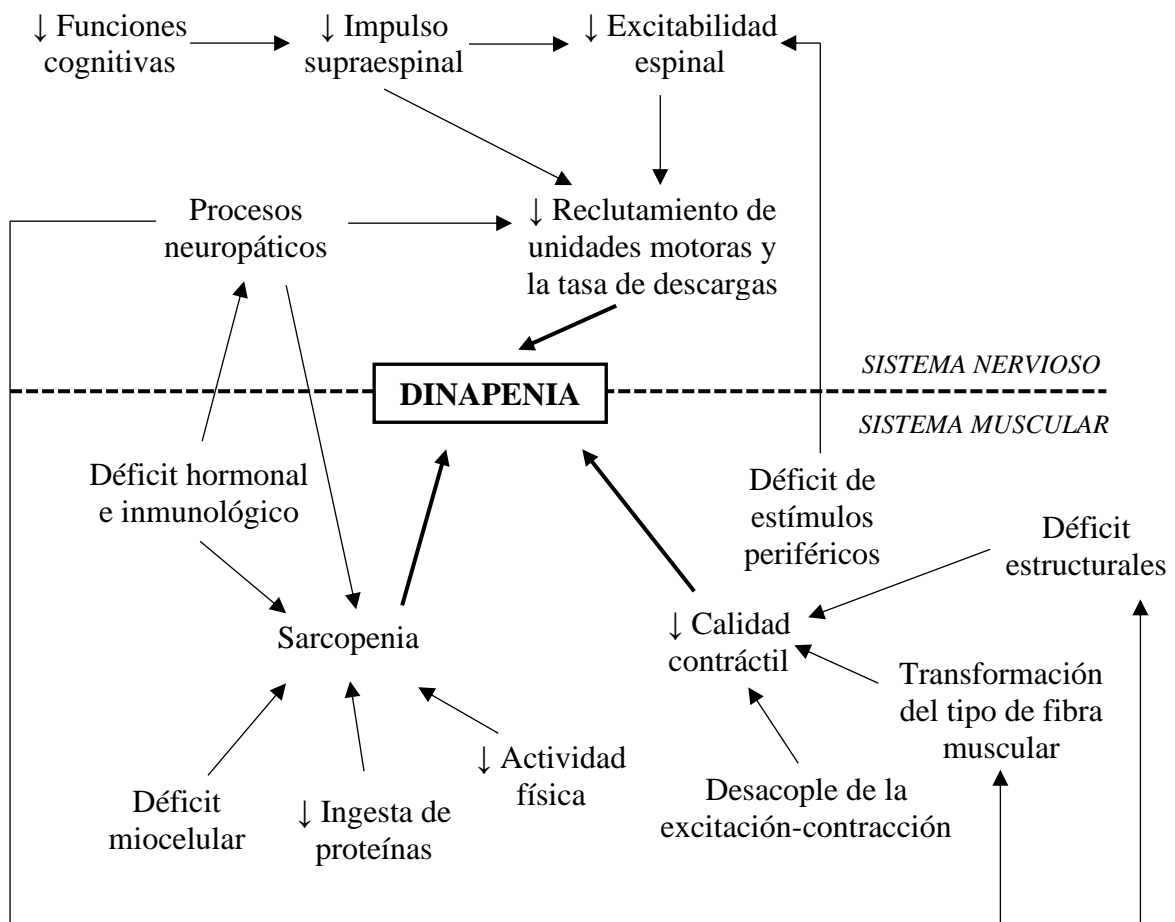 ↓ Funciones
cognitivas
↓ Impulso
supraespinal
↓ Excitabilidad
espinal
Procesos
neuropáticos
↓ Reclutamiento de
unidades motoras y
la tasa de descargas
SISTEMA NERVIOSO
DINAPENIA
SISTEMA MUSCULAR
Déficit hormonal
e inmunológico
Déficit de
estímulos
periféricos
Déficit
estructurales
Sarcopenia
↓ Calidad
contráctil
Transformación
del tipo de fibra
muscular
↓ Actividad
física
Déficit
miocelular
↓ Ingesta de
proteínas
Desacople de la
excitación-contracción